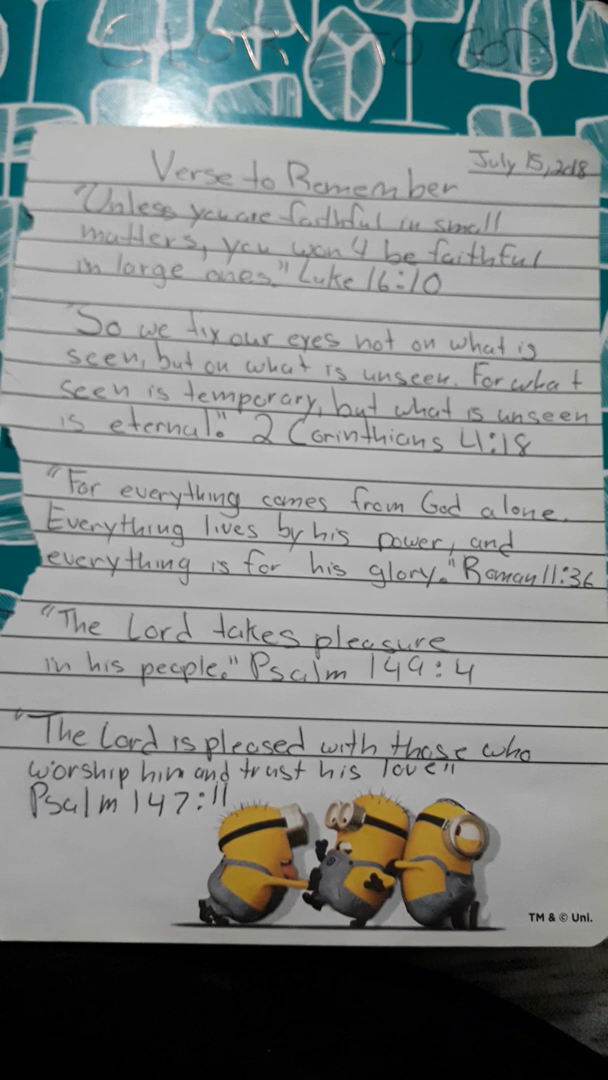 GLORY TO GOD
July 15, 2018
Verse to Remember
"Unless you are faithful in small
matters, you won4 be faithful
in large ones." Luke 16:10
"So we fix our eyes not on what is
seen, but on what is unseen. For what
seen is temporary, but what is unseen
is eternal." 2 Corinthians 4:18
"For everything comes from God alone.
Everything lives by his power, and
everything is for his glory." Roman 11:36
"The Lord takes pleasure
in his people." Psalm 149:4
"The Lord is pleased with those who
worship him and trust his love"
Psalm 147:11
TM & © Uni.